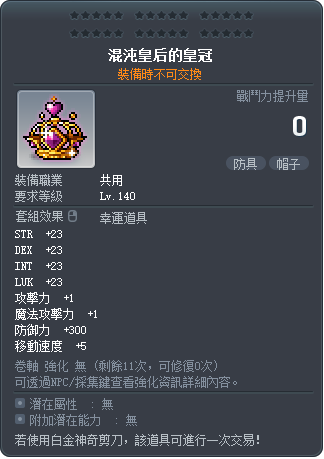 混沌皇后的皇冠
裝備時不可交換
戰鬥力提升量
0
防具 帽子
裝備職業 共用
要求等級 Lv.140
套組效果 幸運道具
STR +23
DEX +23
INT +23
LUK +23
攻擊力 +1
魔法攻擊力 +1
防御力 +300
移動速度 +5
卷軸 強化 無 (剩餘11次, 可修復0次)
可透過NPC/採集鍵查看強化資訊詳細內容。
潛在屬性 : 無
附加潛在能力 : 無
若使用白金神奇剪刀, 該道具可進行一次交易!